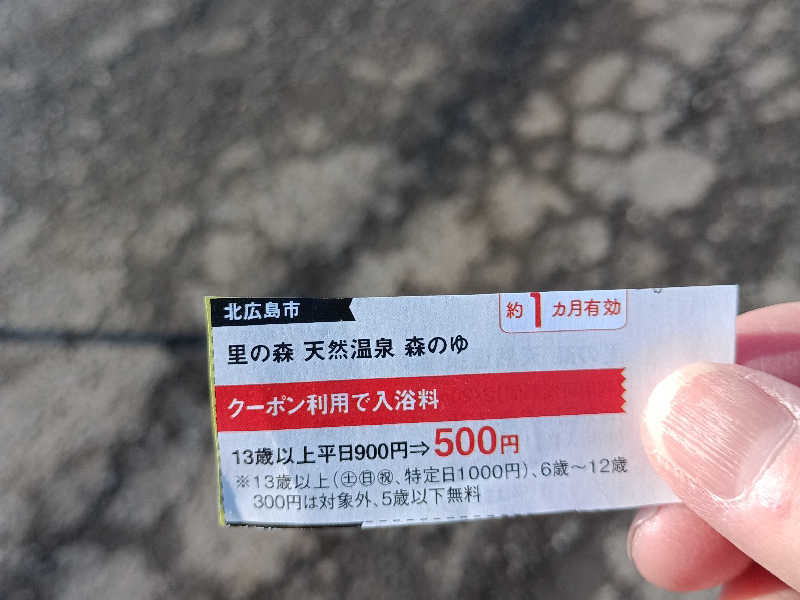 北広島市
約1ヵ月有効
里の森 天然温泉 森のゆ
クーポン利用で入浴料
13歳以上平日900円⇒500円
※13歳以上（㊏㊐㊗、特定日1000円）、6歳～12歳
300円は対象外、5歳以下無料